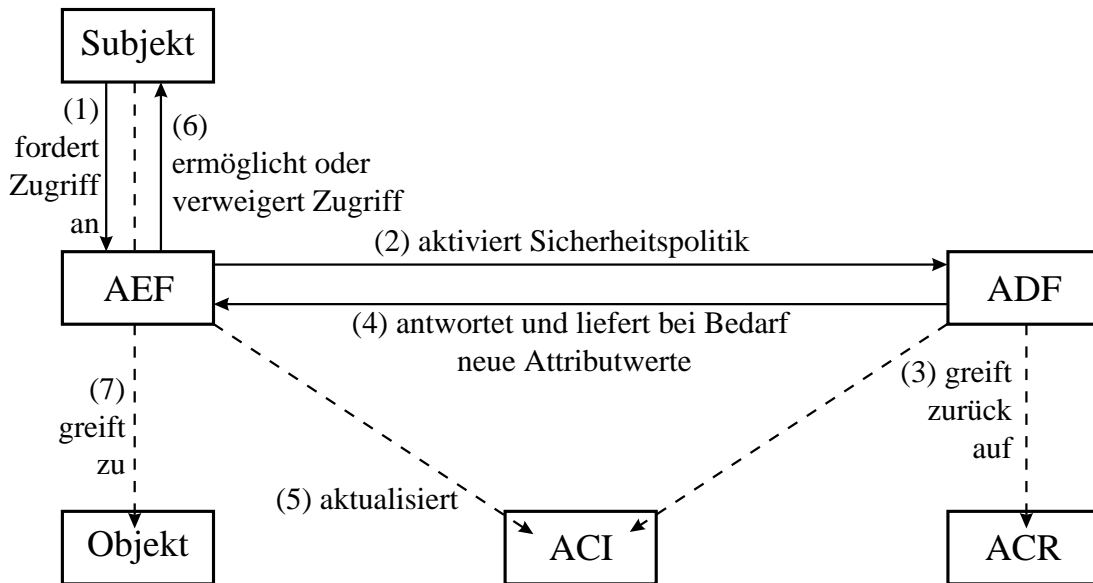 Subjekt
(1)
fordert
Zugriff
an
(6)
ermöglicht oder
verweigert Zugriff
(2) aktiviert Sicherheitspolitik
AEF
ADF
(4) antwortet und liefert bei Bedarf
neue Attributwerte
(7)
greift
zu
(3) greift
zurück
auf
(5) aktualisiert
Objekt
ACI
ACR